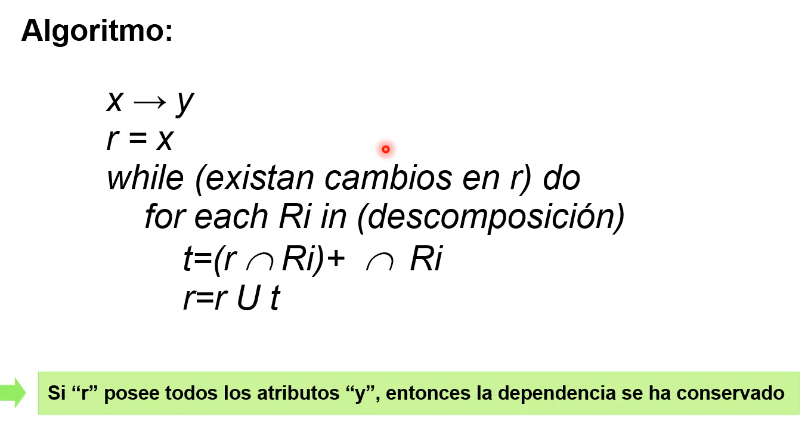 Algoritmo:
x → y
r = x
while (existan cambios en r) do
for each Ri in (descomposición)
t=(r ∩ Ri)+ ∩ Ri
r=r U t
Si “r” posee todos los atributos “y”, entonces la dependencia se ha conservado